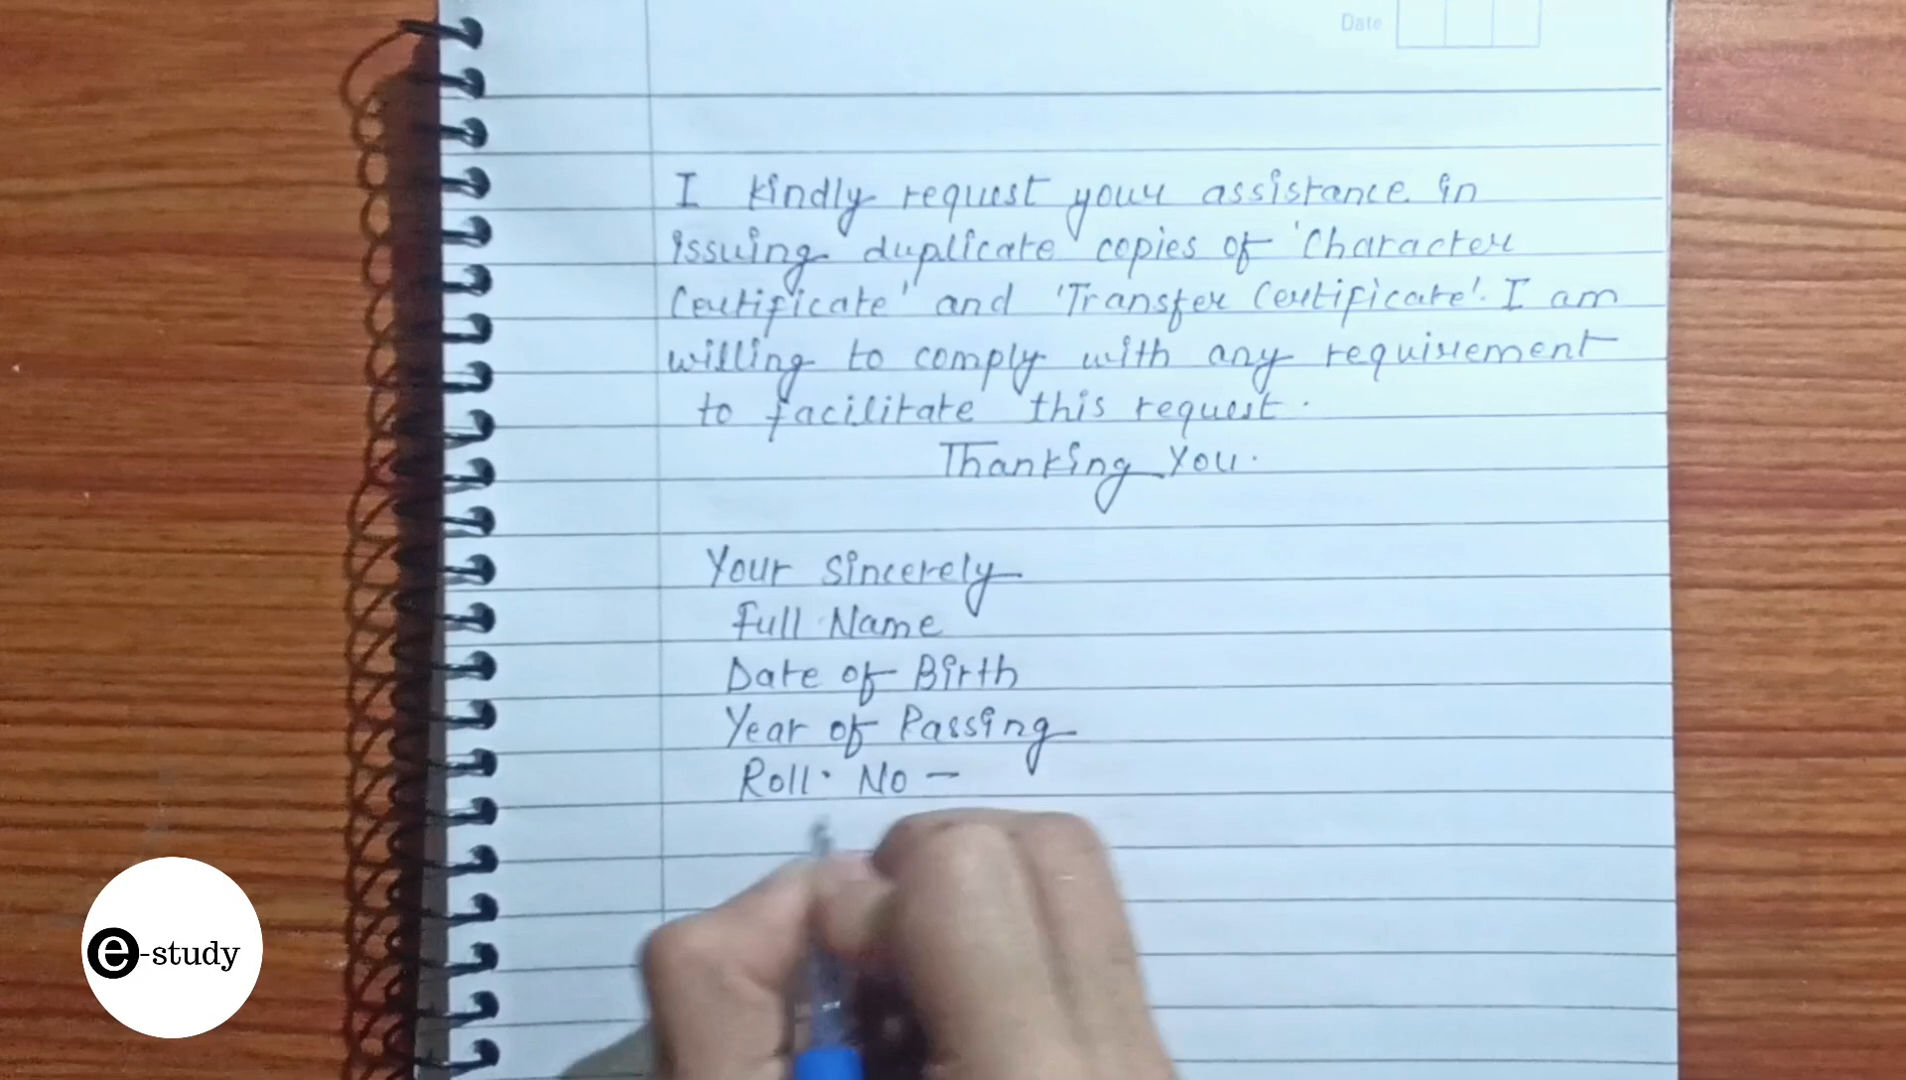 Date
I kindly request your assistance in
issuing duplicate copies of 'Character
Certificate' and 'Transfer Certificate'. I am
willing to comply with any requirement
to facilitate this request.
Thanking You.
Your Sincerely
Full Name
Date of Birth
Year of Passing
Roll. No -
e-study